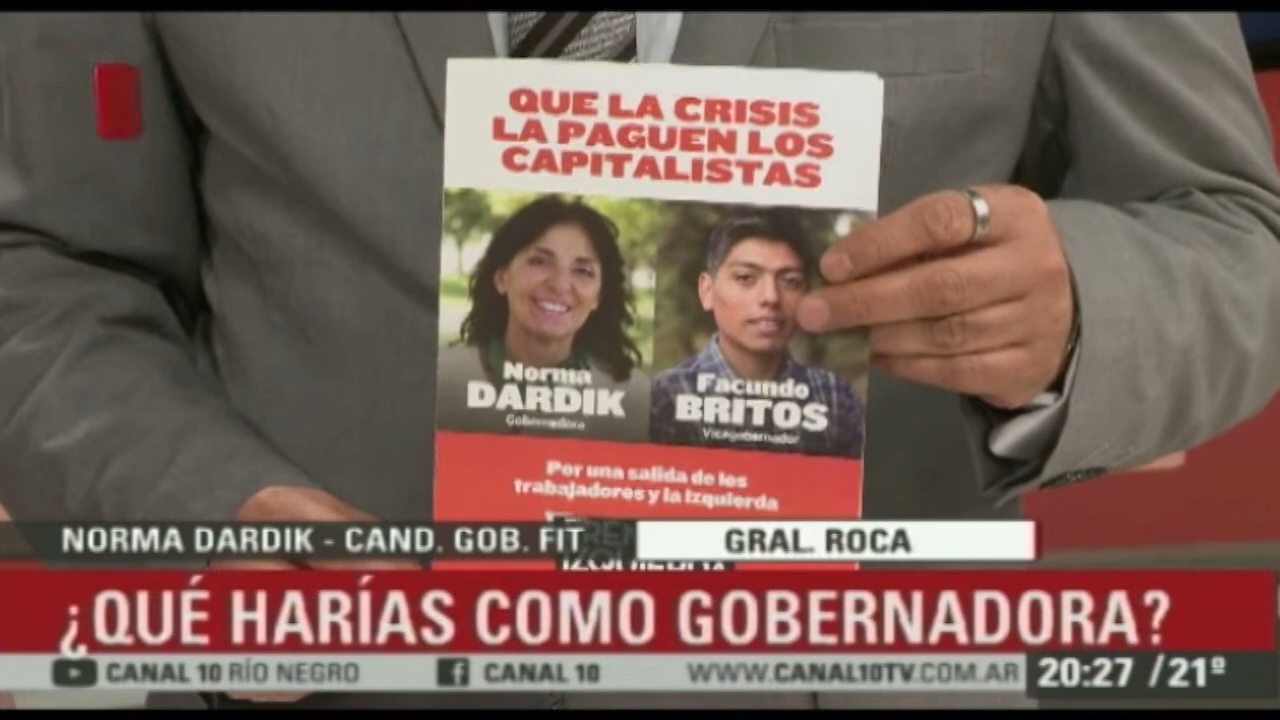 QUE LA CRISIS
LA PAGUEN LOS
CAPITALISTAS
Norma
DARDIK
Gobernadora
Facundo
BRITOS
Vicegobernador
Por una salida de los
trabajadores y la Izquierda
NORMA DARDIK - CAND. GOB. FIT
GRAL. ROCA
¿QUÉ HARÍAS COMO GOBERNADORA?
CANAL 10 RÍO NEGRO
CANAL 10
WWW.CANAL10TV.COM.AR
20:27 / 21º